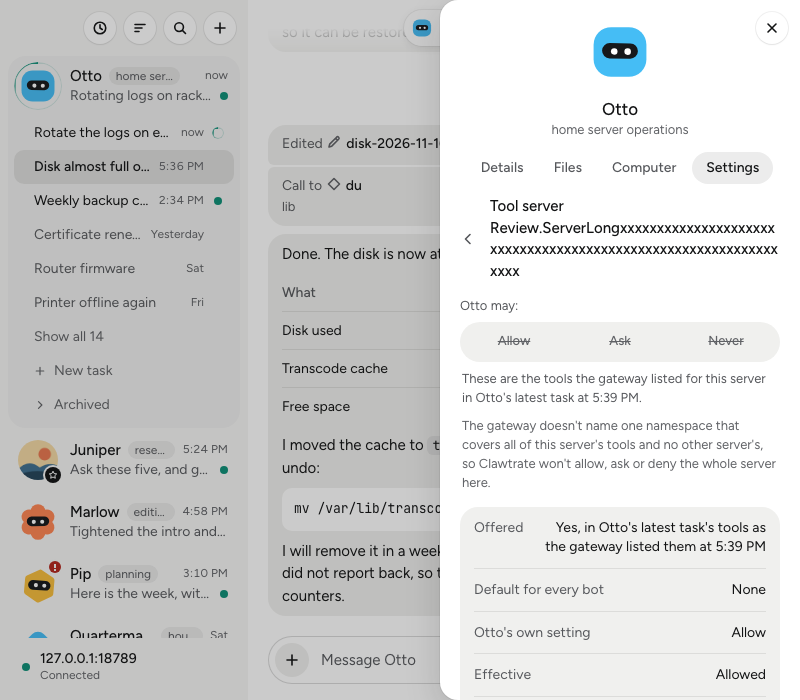 Otto home ser... now
Rotating logs on rack...
Rotate the logs on e... now
Disk almost full o... 5:36 PM
Weekly backup c... 2:34 PM
Certificate rene... Yesterday
Router firmware Sat
Printer offline again Fri
Show all 14
New task
Archived
Juniper rese... 5:24 PM
Ask these five, and g...
Marlow editi... 4:58 PM
Tightened the intro and...
Pip planning 3:10 PM
Here is the week, wit...
Quarterma hou Sat
127.0.0.1:18789
Connected
so it can be restor
Edited disk-2026-11-1
Call to du
lib
Done. The disk is now at
What
Disk used
Transcode cache
Free space
I moved the cache to
undo:
mv /var/lib/transco
I will remove it in a week
did not report back, so t
counters.
Message Otto
Otto
home server operations
Details Files Computer Settings
Tool server
Review.ServerLongxxxxxxxxxxxxxxxxxxxxx
xxxxxxxxxxxxxxxxxxxxxxxxxxxxxxxxxxxxxxx
xxxx
Otto may:
Allow Ask Never
These are the tools the gateway listed for this server
in Otto's latest task at 5:39 PM.
The gateway doesn't name one namespace that
covers all of this server's tools and no other server's,
so Clawtrate won't allow, ask or deny the whole server
here.
Offered Yes, in Otto's latest task's tools as
the gateway listed them at 5:39 PM
Default for every bot None
Otto's own setting Allow
Effective Allowed